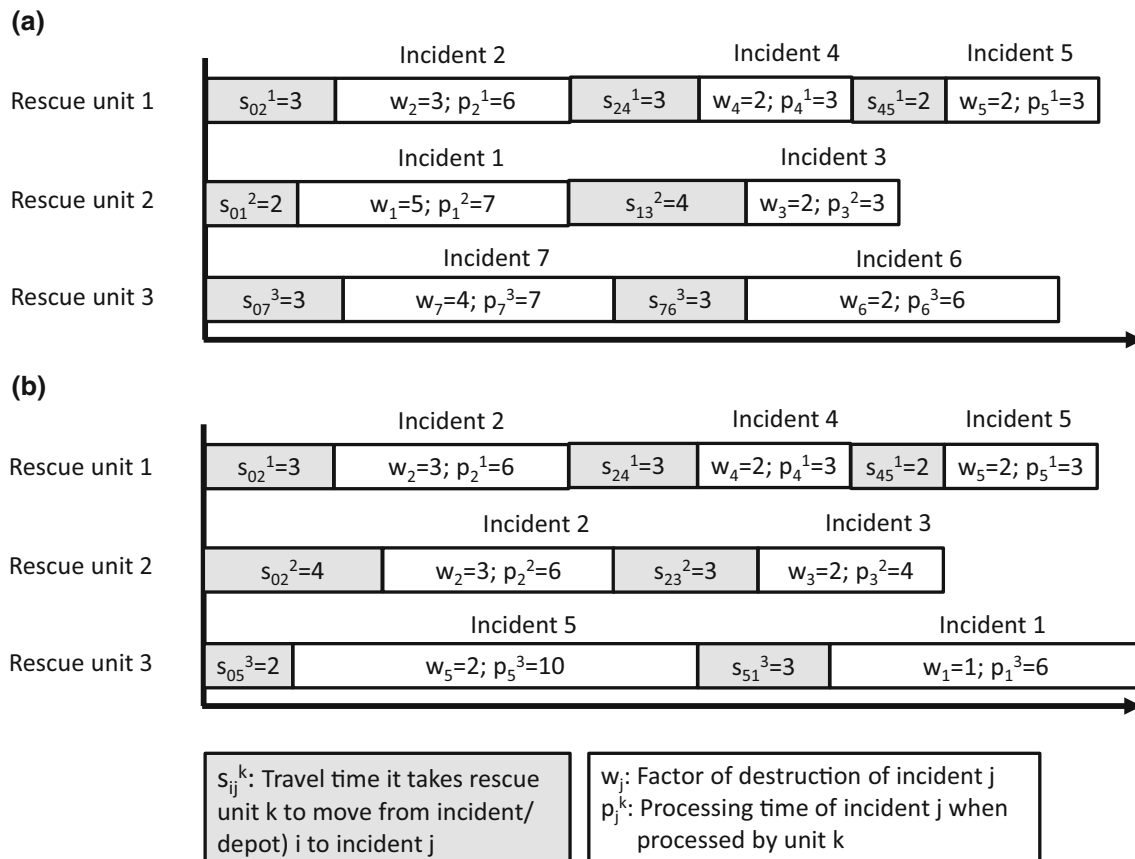 (a)
Incident 2 Incident 4 Incident 5
Rescue unit 1 s₀₂¹=3 w₂=3; p₂¹=6 s₂₄¹=3 w₄=2; p₄¹=3 s₄₅¹=2 w₅=2; p₅¹=3
Incident 1 Incident 3
Rescue unit 2 s₀₁²=2 w₁=5; p₁²=7 s₁₃²=4 w₃=2; p₃²=3
Incident 7 Incident 6
Rescue unit 3 s₀₇³=3 w₇=4; p₇³=7 s₇₆³=3 w₆=2; p₆³=6
(b)
Incident 2 Incident 4 Incident 5
Rescue unit 1 s₀₂¹=3 w₂=3; p₂¹=6 s₂₄¹=3 w₄=2; p₄¹=3 s₄₅¹=2 w₅=2; p₅¹=3
Incident 2 Incident 3
Rescue unit 2 s₀₂²=4 w₂=3; p₂²=6 s₂₃²=3 w₃=2; p₃²=4
Incident 5 Incident 1
Rescue unit 3 s₀₅³=2 w₅=2; p₅³=10 s₅₁³=3 w₁=1; p₁³=6
sᵢⱼᵏ: Travel time it takes rescue
unit k to move from incident/
depot) i to incident j
wⱼ: Factor of destruction of incident j
pⱼᵏ: Processing time of incident j when
processed by unit k